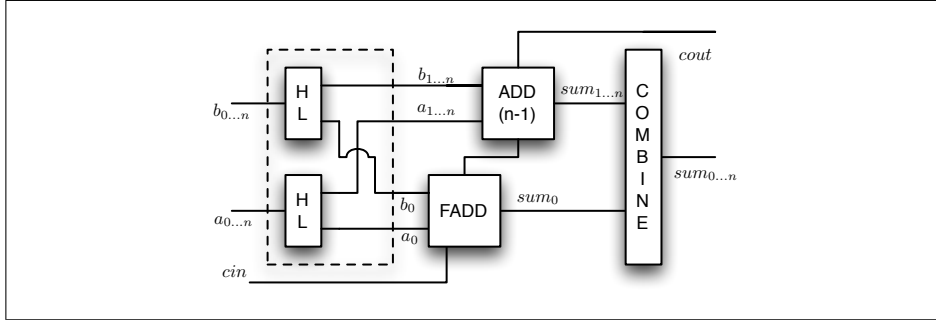 cout
b1...n
H L
ADD (n-1)
sum1...n
C O M B I N E
b0...n
a1...n
sum0...n
H L
b0
FADD
sum0
a0...n
a0
cin